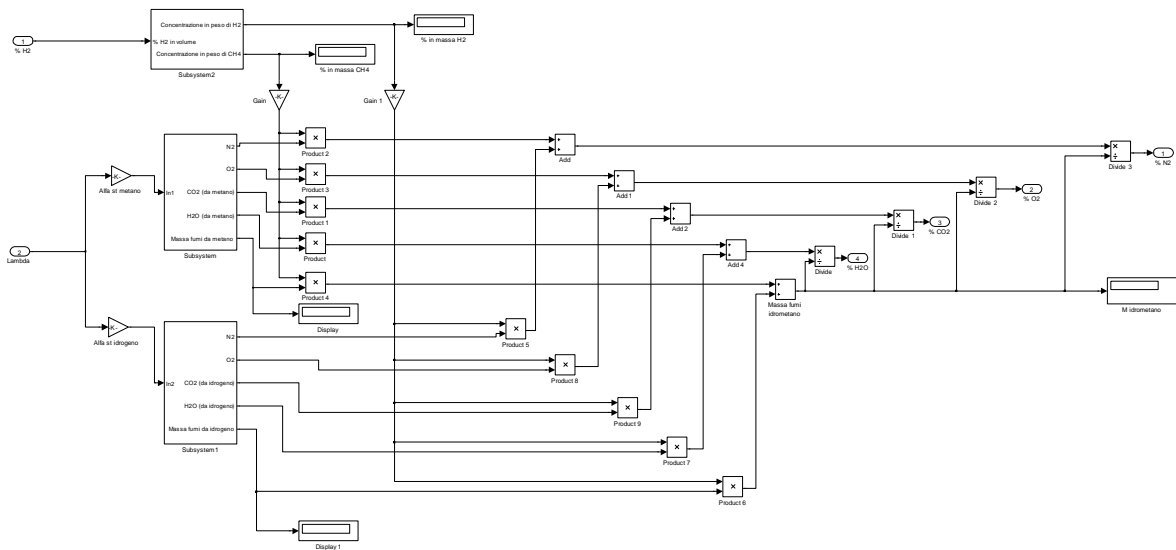 Concentrazione in peso di H2
% H2 in volume
Concentrazione in peso di CH4
Subsystem2
1
% H2
% in massa H2
% in massa CH4
-K-
Gain
-K-
Gain 1
N2
O2
CO2 (da metano)
H2O (da metano)
Massa fumi da metano
In1
Subsystem
-K-
Alfa st metano
2
Lambda
-K-
Alfa st idrogeno
×
Product 2
×
Product 3
×
Product 1
×
Product
×
Product 4
Display
N2
O2
CO2 (da idrogeno)
H2O (da idrogeno)
Massa fumi da idrogeno
In2
Subsystem1
Display 1
×
Product 5
×
Product 8
×
Product 9
×
Product 7
×
Product 6
+
+
Add
+
+
Add 1
+
+
Add 2
+
+
Add 4
+
+
Massa fumi
idrometano
×
÷
Divide
4
% H2O
×
÷
Divide 1
3
% CO2
×
÷
Divide 2
2
% O2
×
÷
Divide 3
1
% N2
M idrometano